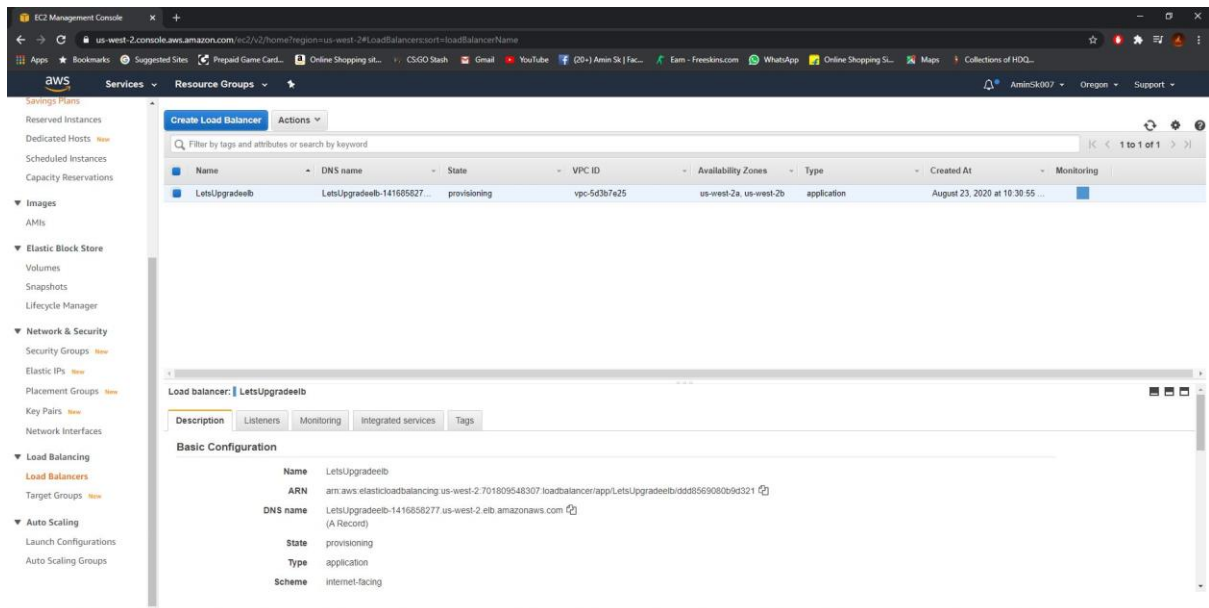 EC2 Management Console
us-west-2.console.aws.amazon.com/ec2/v2/home?region=us-west-2#LoadBalancers:sort=loadBalancerName
Apps Bookmarks Suggested Sites Prepaid Game Card... Online Shopping sit... CS:GO Stash Gmail YouTube (20+) Amin Sk | Fac... Earn - Freeskins.com WhatsApp Online Shopping Si... Maps Collections of HDQ...
aws Services Resource Groups AminSk007 Oregon Support
Savings Plans
Reserved Instances
Dedicated Hosts New
Scheduled Instances
Capacity Reservations
Images
AMIs
Elastic Block Store
Volumes
Snapshots
Lifecycle Manager
Network & Security
Security Groups New
Elastic IPs New
Placement Groups New
Key Pairs New
Network Interfaces
Load Balancing
Load Balancers
Target Groups New
Auto Scaling
Launch Configurations
Auto Scaling Groups
Create Load Balancer Actions
Filter by tags and attributes or search by keyword 1 to 1 of 1
Name DNS name State VPC ID Availability Zones Type Created At Monitoring
LetsUpgradeelb LetsUpgradeelb-141685827... provisioning vpc-5d3b7e25 us-west-2a, us-west-2b application August 23, 2020 at 10:30:55 ...
Load balancer: LetsUpgradeelb
Description Listeners Monitoring Integrated services Tags
Basic Configuration
Name LetsUpgradeelb
ARN arn:aws:elasticloadbalancing:us-west-2:701809548307:loadbalancer/app/LetsUpgradeelb/ddd8569080b9d321
DNS name LetsUpgradeelb-1416858277.us-west-2.elb.amazonaws.com
(A Record)
State provisioning
Type application
Scheme internet-facing